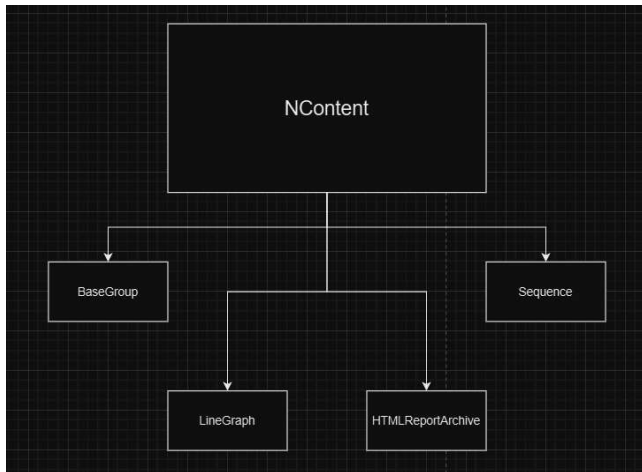 NContent
BaseGroup
Sequence
LineGraph
HTMLReportArchive